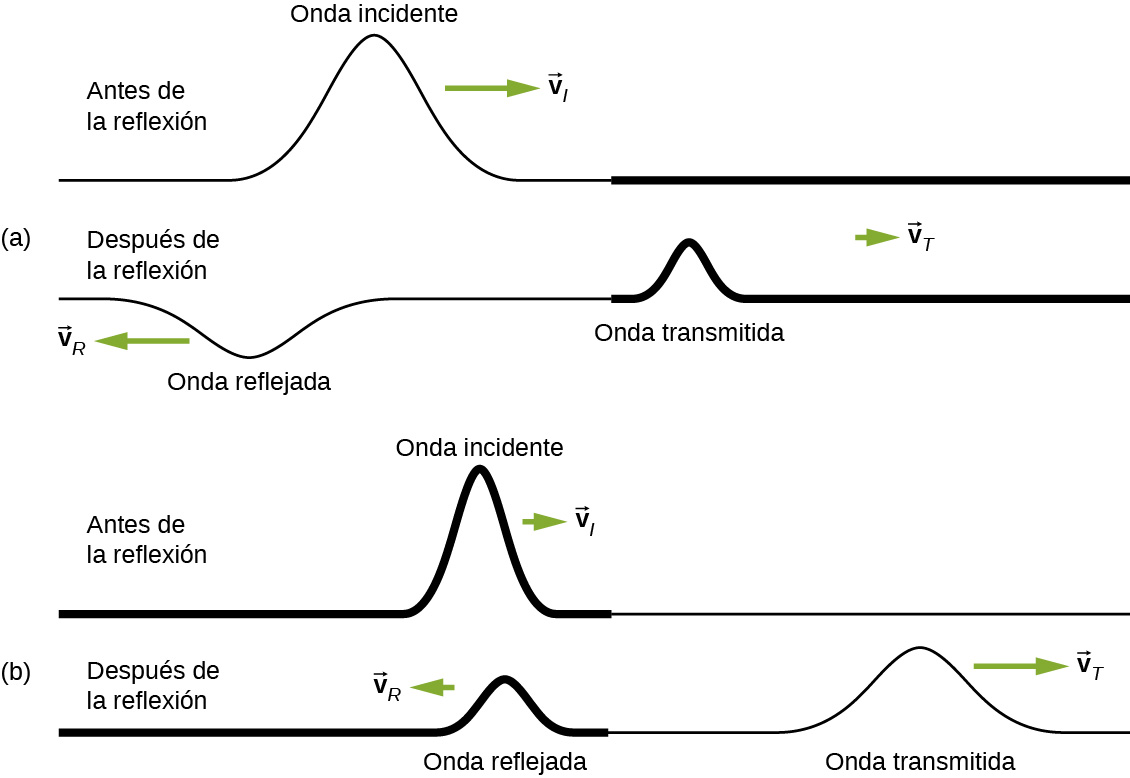 Onda incidente
Antes de
la reflexión
v⃗I
(a)
Después de
la reflexión
v⃗T
v⃗R
Onda transmitida
Onda reflejada
Onda incidente
Antes de
la reflexión
v⃗I
(b)
Después de
la reflexión
v⃗R
v⃗T
Onda reflejada
Onda transmitida